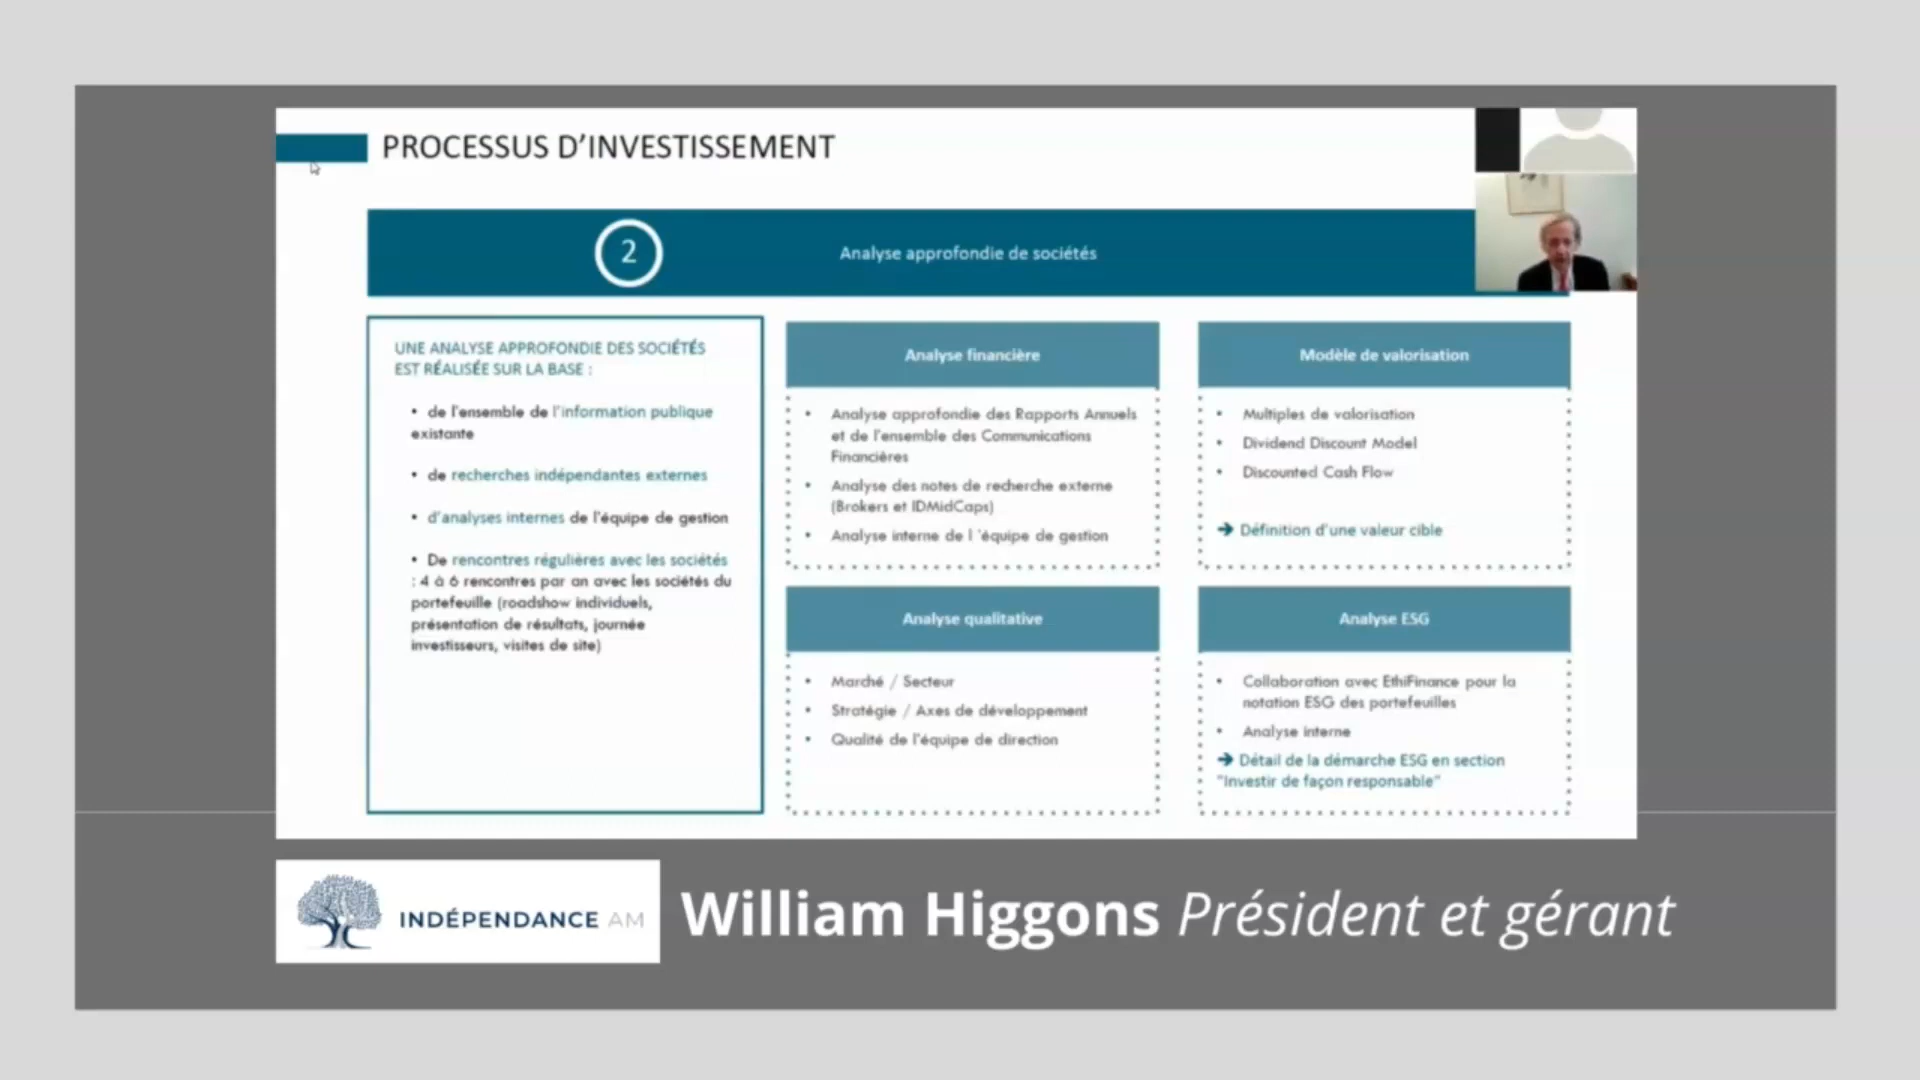 PROCESSUS D'INVESTISSEMENT
2
Analyse approfondie de sociétés
UNE ANALYSE APPROFONDIE DES SOCIÉTÉS
EST RÉALISÉE SUR LA BASE :
• de l'ensemble de l'information publique
existante
• de recherches indépendantes externes
• d'analyses internes de l'équipe de gestion
• De rencontres régulières avec les sociétés
: 4 à 6 rencontres par an avec les sociétés du
portefeuille (roadshow individuels,
présentation de résultats, journée
investisseurs, visites de site)
Analyse financière
• Analyse approfondie des Rapports Annuels
et de l'ensemble des Communications
Financières
• Analyse des notes de recherche externe
(Brokers et IDMidCaps)
• Analyse interne de l 'équipe de gestion
Modèle de valorisation
• Multiples de valorisation
• Dividend Discount Model
• Discounted Cash Flow
➔ Définition d'une valeur cible
Analyse qualitative
• Marché / Secteur
• Stratégie / Axes de développement
• Qualité de l'équipe de direction
Analyse ESG
• Collaboration avec EthiFinance pour la
notation ESG des portefeuilles
• Analyse interne
➔ Détail de la démarche ESG en section
"Investir de façon responsable"
INDÉPENDANCE AM
William Higgons Président et gérant